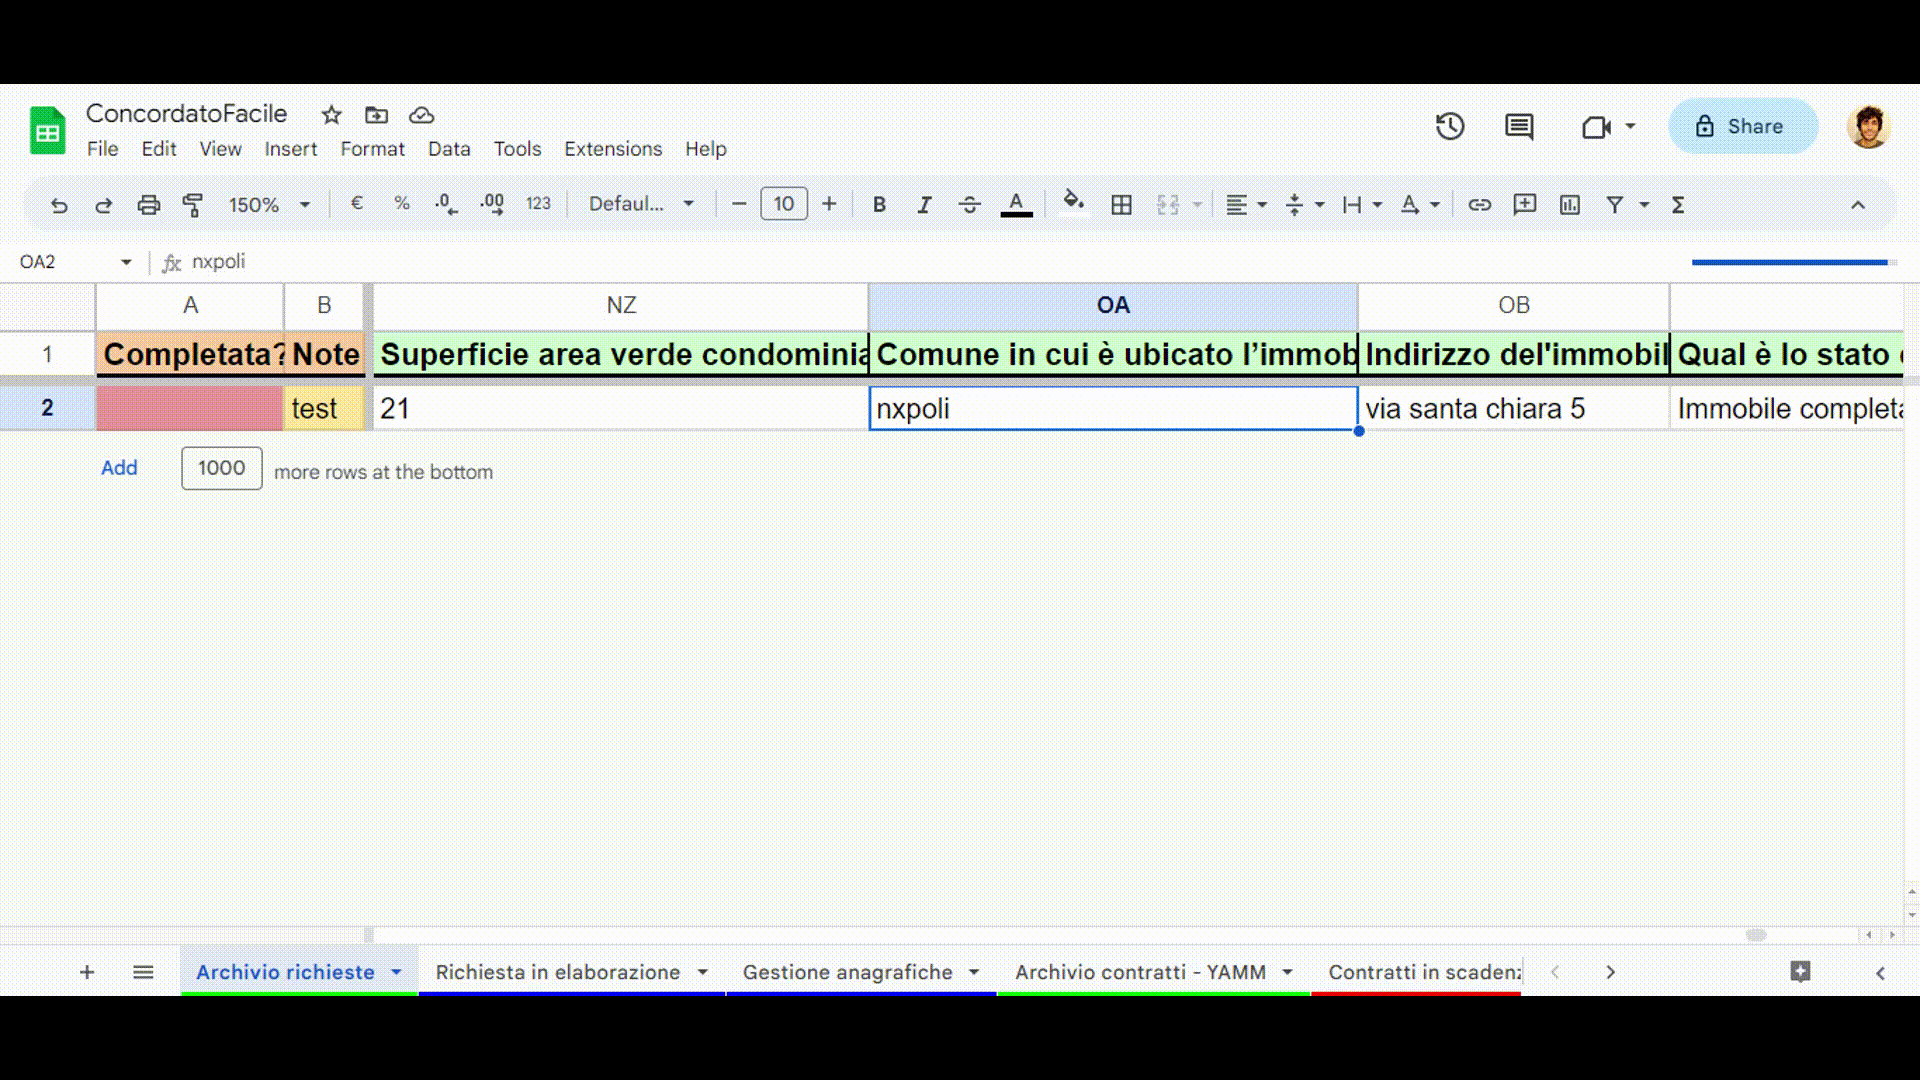 ConcordatoFacile
File Edit View Insert Format Data Tools Extensions Help
Share
150% € % .0 .00 123 Defaul... 10 B I A A Σ
OA2 fx nxpoli
A B NZ OA OB
1 Completata? Note Superficie area verde condominia Comune in cui è ubicato l’immob Indirizzo del'immobil Qual è lo stato
2 test 21 nxpoli via santa chiara 5 Immobile completa
Add 1000 more rows at the bottom
Archivio richieste Richiesta in elaborazione Gestione anagrafiche Archivio contratti - YAMM Contratti in scadenz